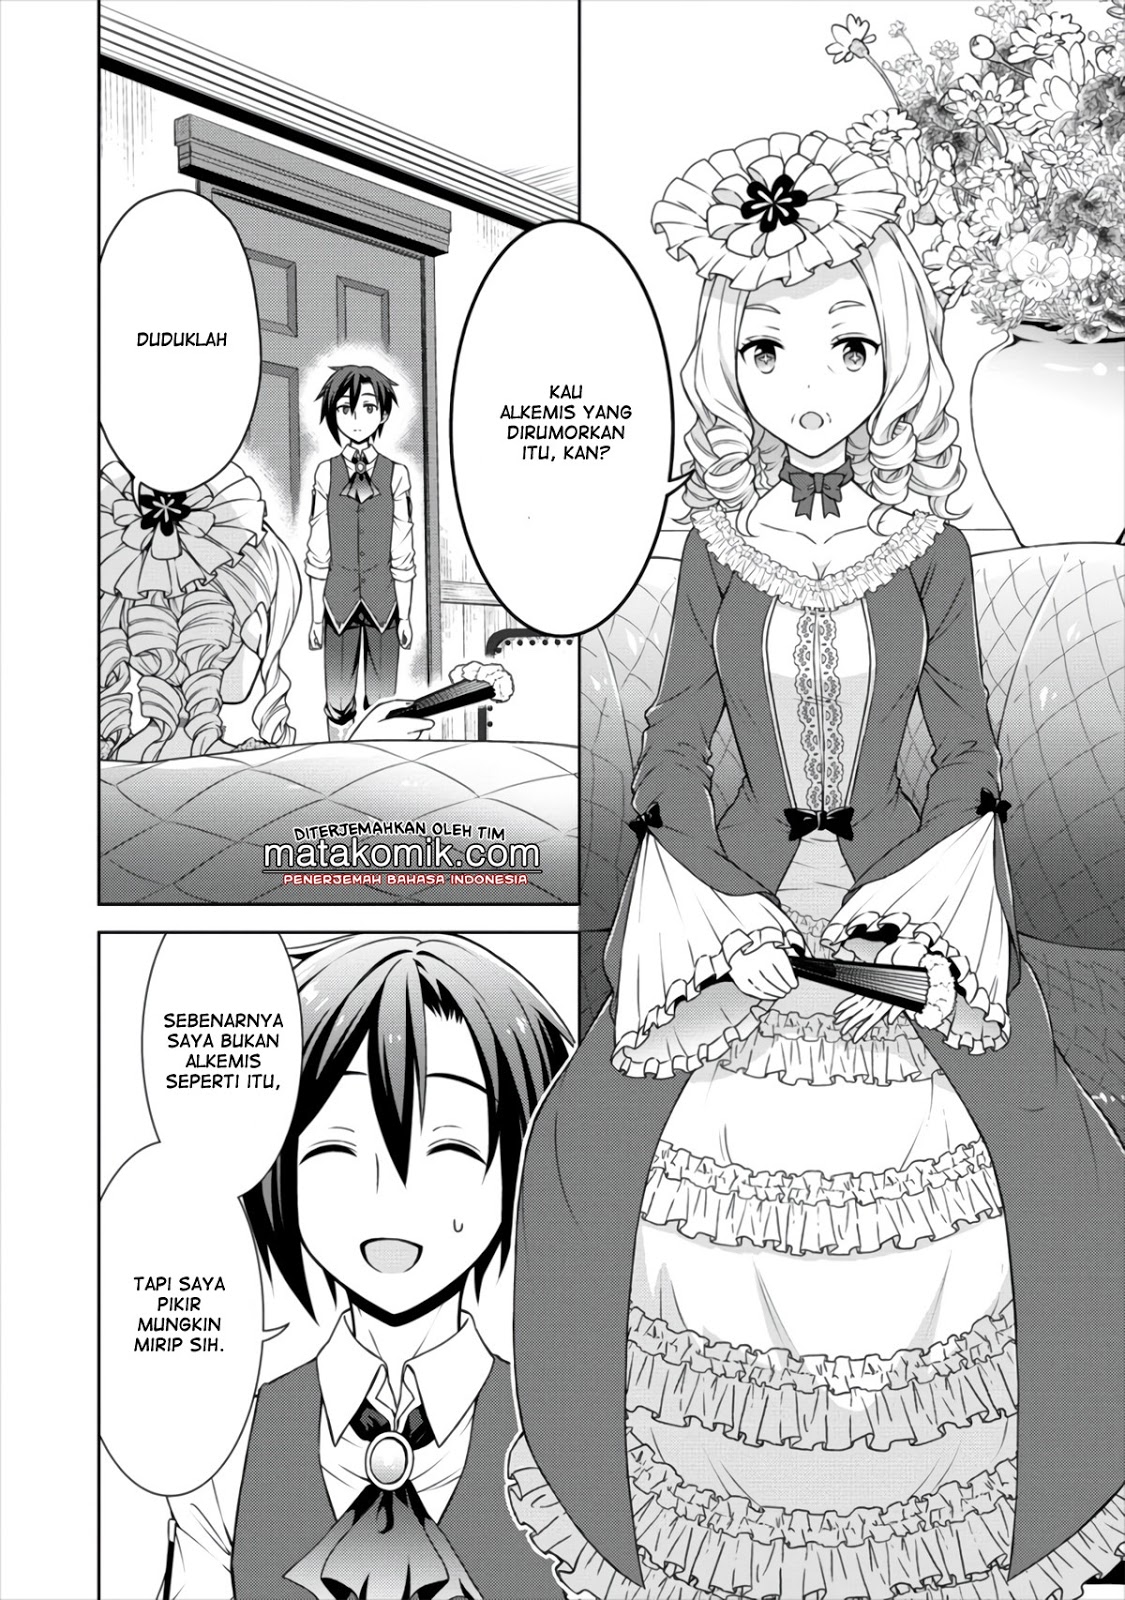 KAU
ALKEMIS YANG
DIRUMORKAN
ITU, KAN?
DUDUKLAH
DITERJEMAHKAN OLEH TIM
matakomik.com
PENERJEMAH BAHASA INDONESIA
SEBENARNYA
SAYA BUKAN
ALKEMIS
SEPERTI ITU,
TAPI SAYA
PIKIR
MUNGKIN
MIRIP SIH.